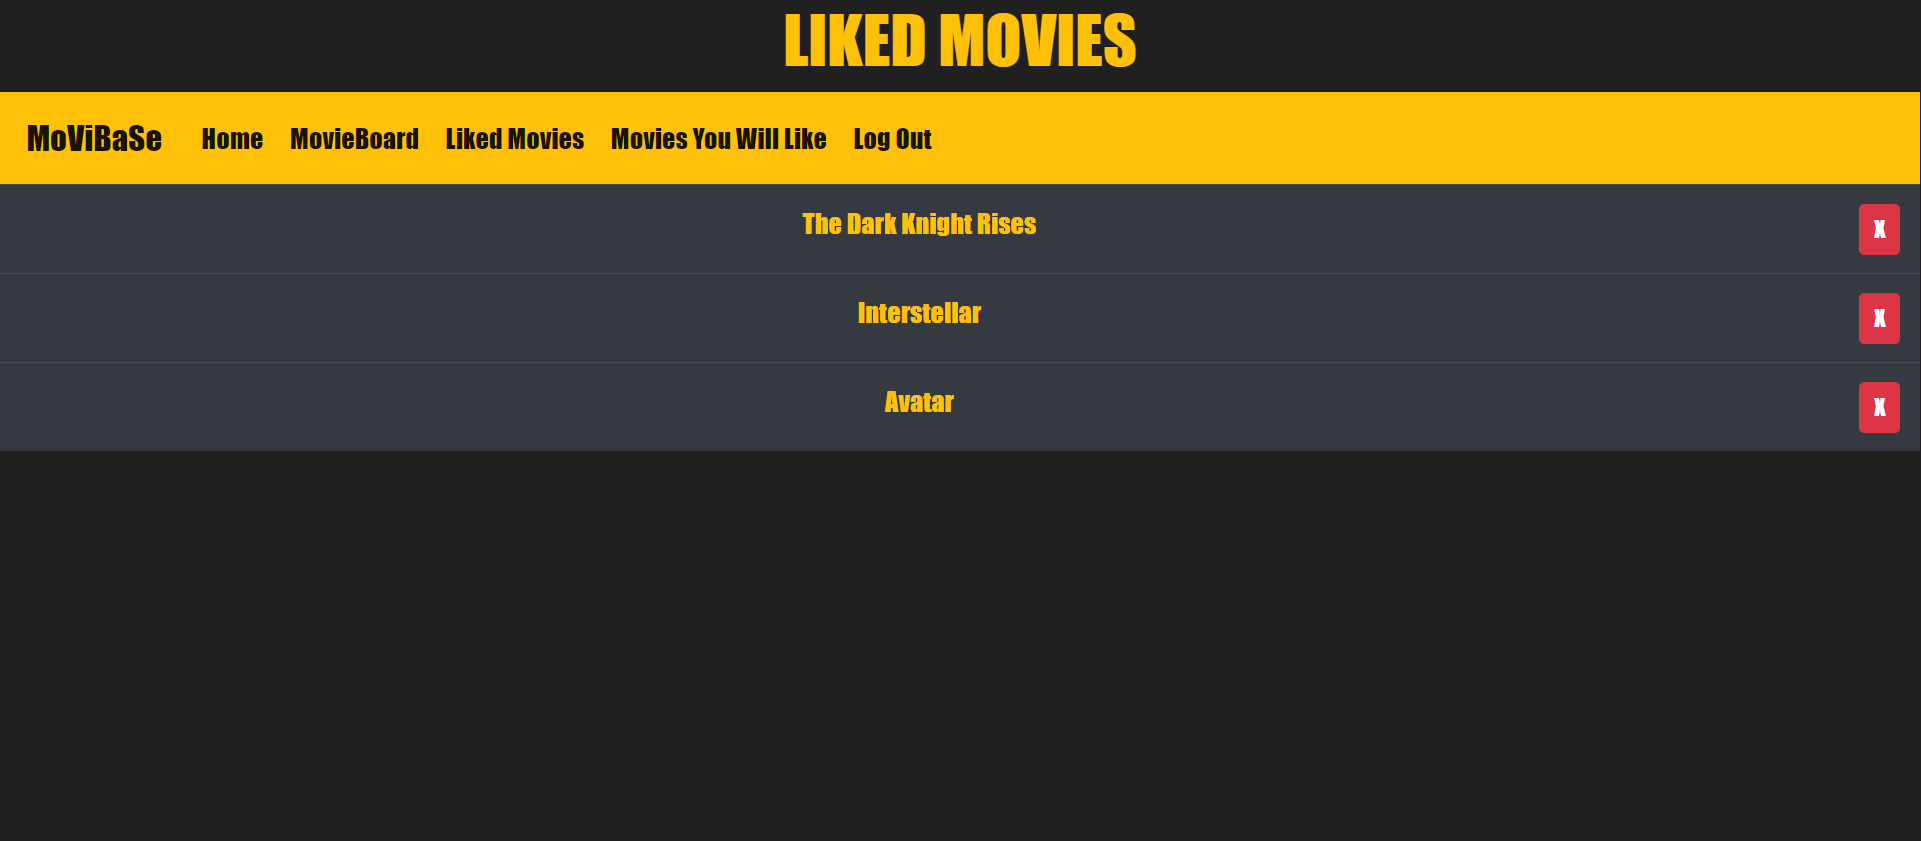 LIKED MOVIES
MoViBaSe Home MovieBoard Liked Movies Movies You Will Like Log Out
The Dark Knight Rises X
Interstellar X
Avatar X